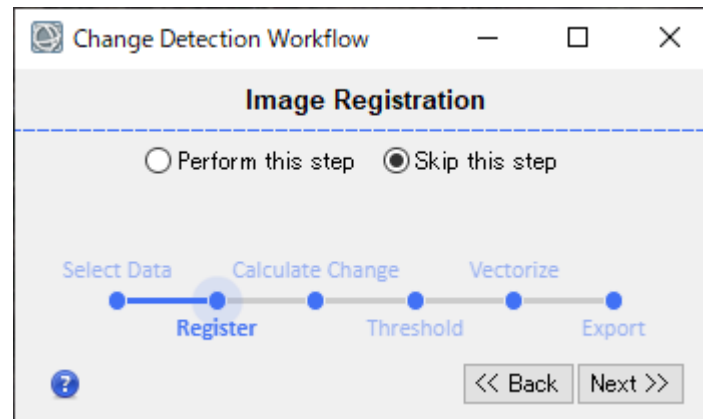 Change Detection Workflow
Image Registration
Perform this step Skip this step
Select Data Calculate Change Vectorize
Register Threshold Export
? << Back Next >>